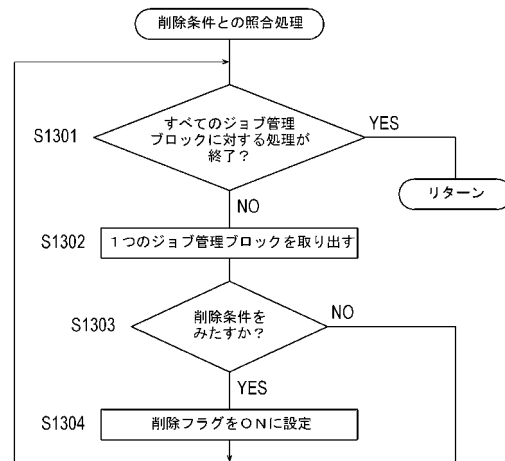 削除条件との照合処理
S1301
すべてのジョブ管理
ブロックに対する処理が
終了？
YES
リターン
NO
S1302
１つのジョブ管理ブロックを取り出す
S1303
削除条件を
みたすか？
NO
YES
S1304
削除フラグをＯＮに設定